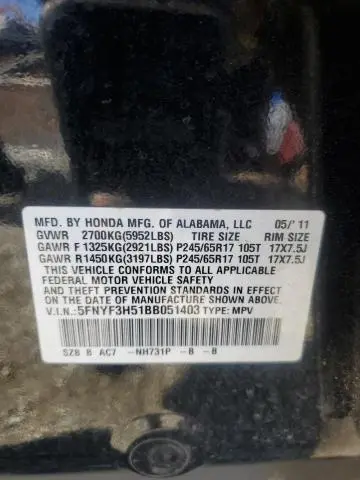 MFD. BY HONDA MFG. OF ALABAMA, LLC 05/'11
GVWR 2700KG(5952LBS) TIRE SIZE RIM SIZE
GAWR F 1325KG(2921LBS) P245/65R17 105T 17X7.5J
GAWR R1450KG(3197LBS) P245/65R17 105T 17X7.5J
THIS VEHICLE CONFORMS TO ALL APPLICABLE
FEDERAL MOTOR VEHICLE SAFETY
AND THEFT PREVENTION STANDARDS IN
EFFECT ON THE DATE OF MANUFACTURE SHOWN ABOVE.
V.I.N.: 5FNYF3H51BB051403 TYPE: MPV
SZB B AC7 -NH731P -B -B